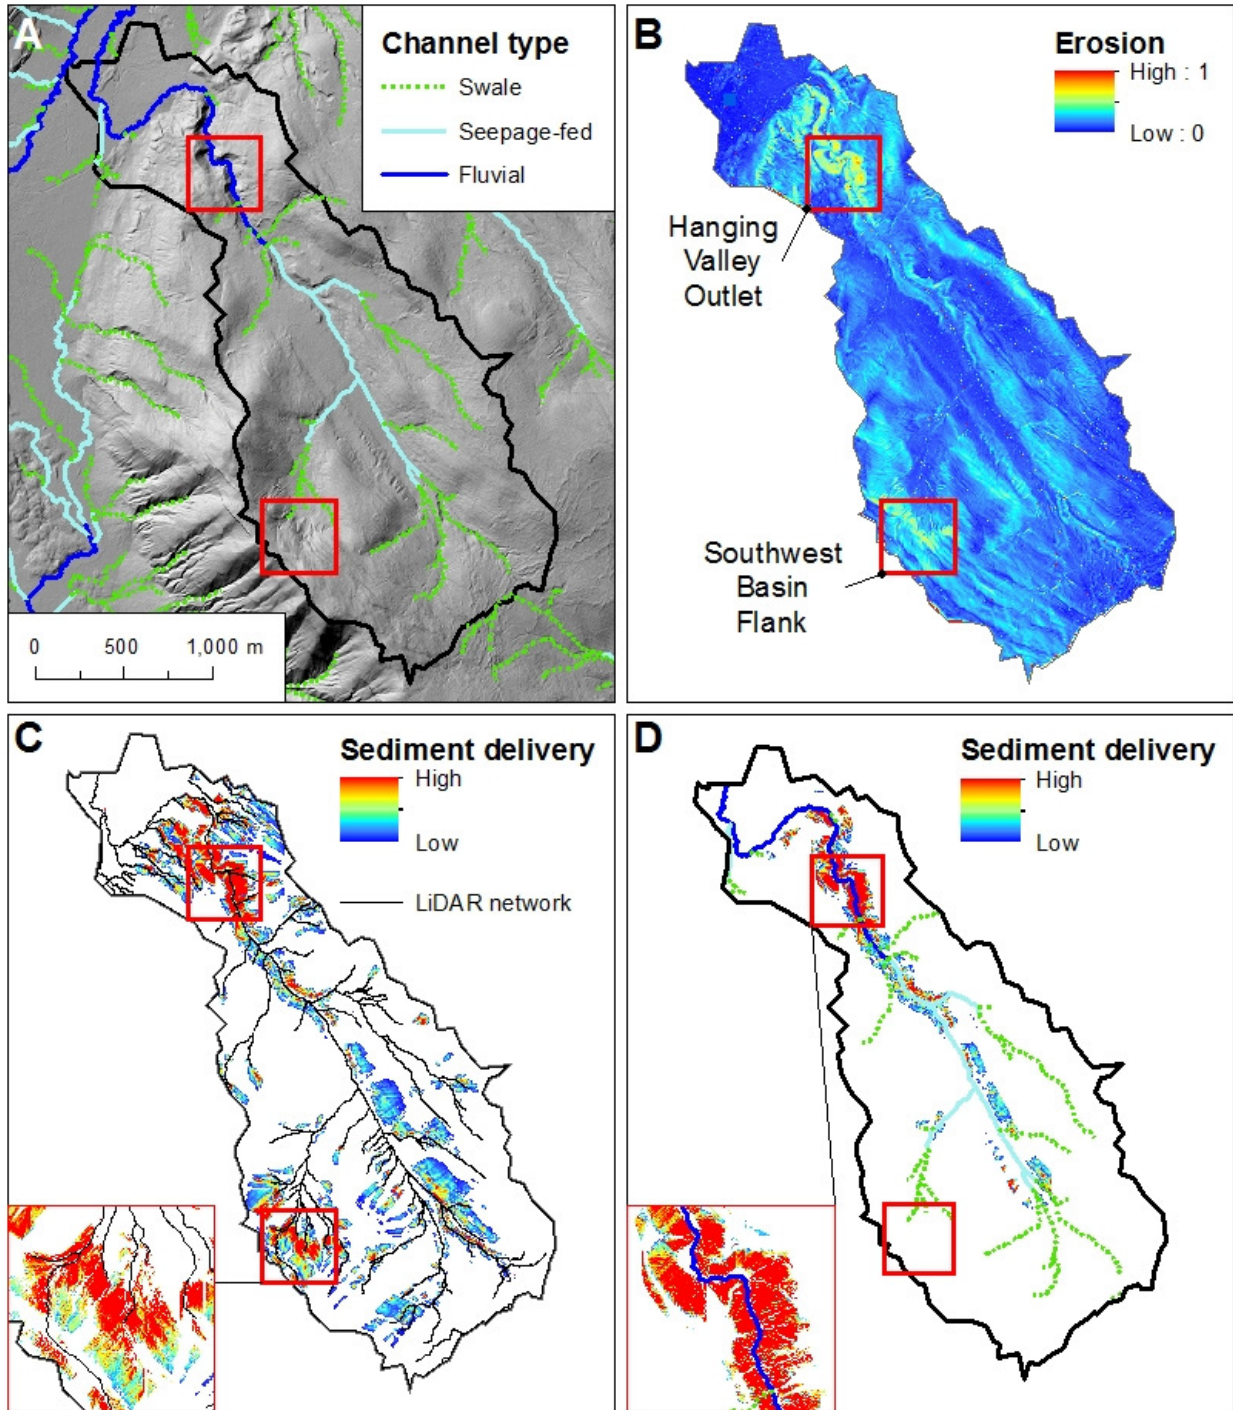 A
Channel type
Swale
Seepage-fed
Fluvial
0 500 1,000 m
B
Erosion
High : 1
Low : 0
Hanging
Valley
Outlet
Southwest
Basin
Flank
C
Sediment delivery
High
Low
LiDAR network
D
Sediment delivery
High
Low